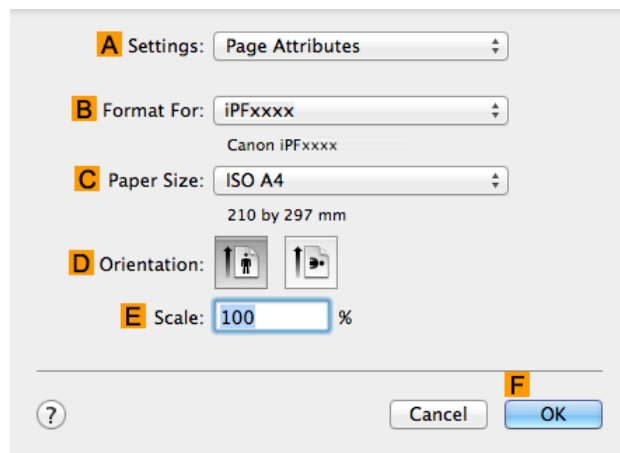 A Settings: Page Attributes
B Format For: iPFxxxx
Canon iPFxxxx
C Paper Size: ISO A4
210 by 297 mm
D Orientation:
E Scale: 100 %
F
? Cancel OK